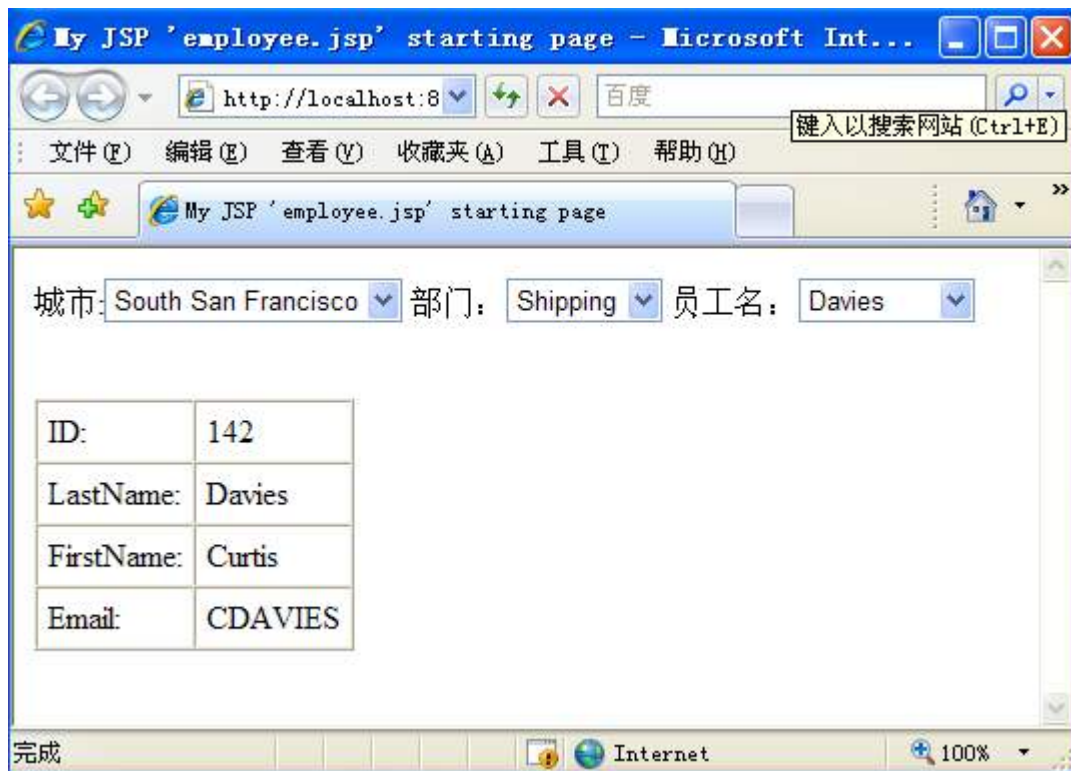 My JSP 'employee.jsp' starting page - Microsoft Int...
http://localhost:8 百度
键入以搜索网站(Ctrl+E)
文件(F) 编辑(E) 查看(V) 收藏夹(A) 工具(T) 帮助(H)
My JSP 'employee.jsp' starting page
城市: South San Francisco 部门： Shipping 员工名： Davies
ID: 142
LastName: Davies
FirstName: Curtis
Email: CDAVIES
完成 Internet 100%